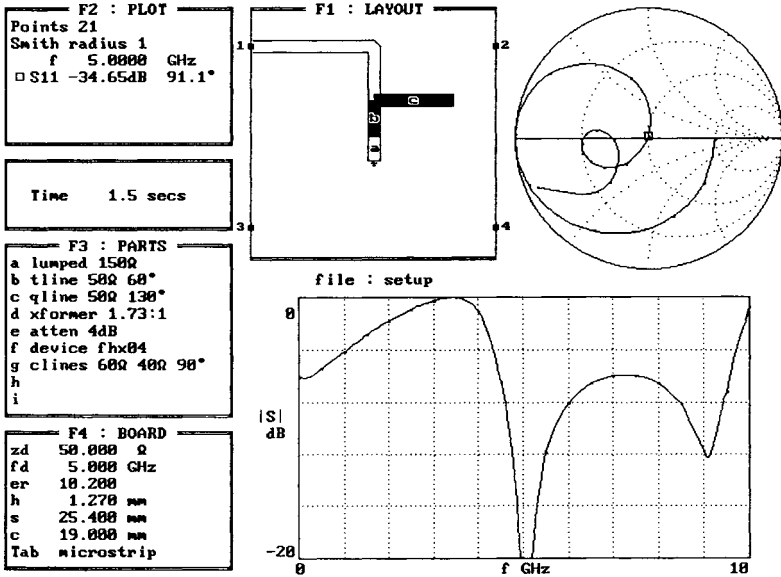 F2 : PLOT
Points 21
Smith radius 1
f 5.0000 GHz
□ S11 -34.65dB 91.1°
Time 1.5 secs
F3 : PARTS
a lumped 150Ω
b tline 50Ω 60°
c qline 50Ω 130°
d xformer 1.73:1
e atten 4dB
f device fhx04
g clines 60Ω 40Ω 90°
h
i
F4 : BOARD
zd 50.000 Ω
fd 5.000 GHz
er 10.200
h 1.270 mm
s 25.400 mm
c 19.000 mm
Tab microstrip
F1 : LAYOUT
1
2
c
b
a
3
4
file : setup
0
|S|
dB
-20
0
f GHz
10